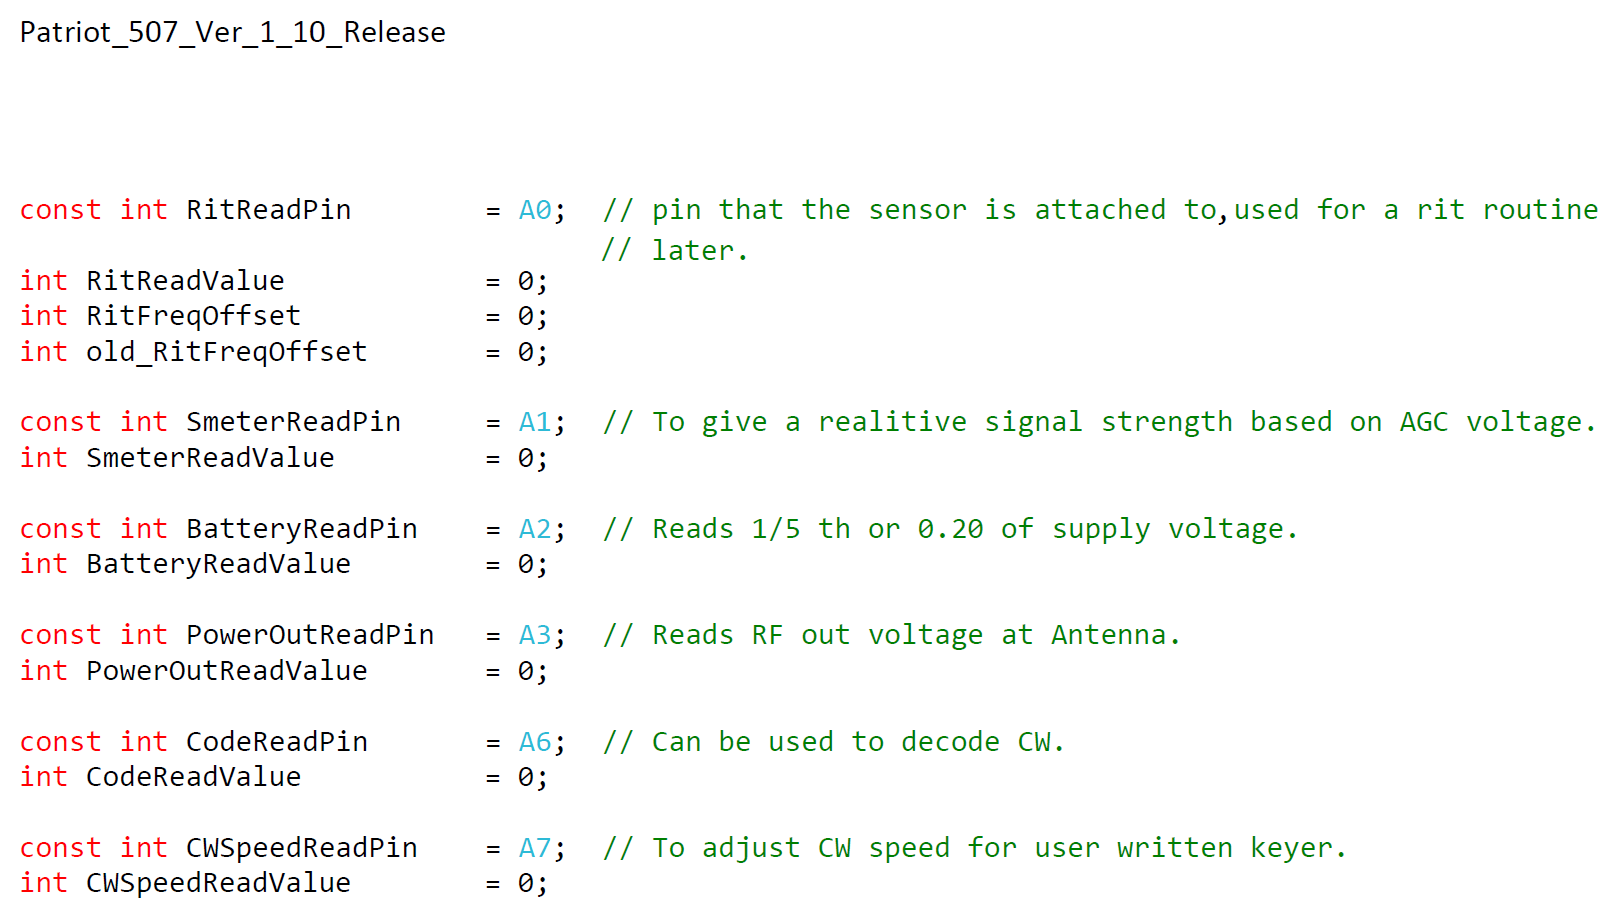 Patriot_507_Ver_1_10_Release
const int RitReadPin = A0; // pin that the sensor is attached to,used for a rit routine
// later.
int RitReadValue = 0;
int RitFreqOffset = 0;
int old_RitFreqOffset = 0;
const int SmeterReadPin = A1; // To give a realitive signal strength based on AGC voltage.
int SmeterReadValue = 0;
const int BatteryReadPin = A2; // Reads 1/5 th or 0.20 of supply voltage.
int BatteryReadValue = 0;
const int PowerOutReadPin = A3; // Reads RF out voltage at Antenna.
int PowerOutReadValue = 0;
const int CodeReadPin = A6; // Can be used to decode CW.
int CodeReadValue = 0;
const int CWSpeedReadPin = A7; // To adjust CW speed for user written keyer.
int CWSpeedReadValue = 0;